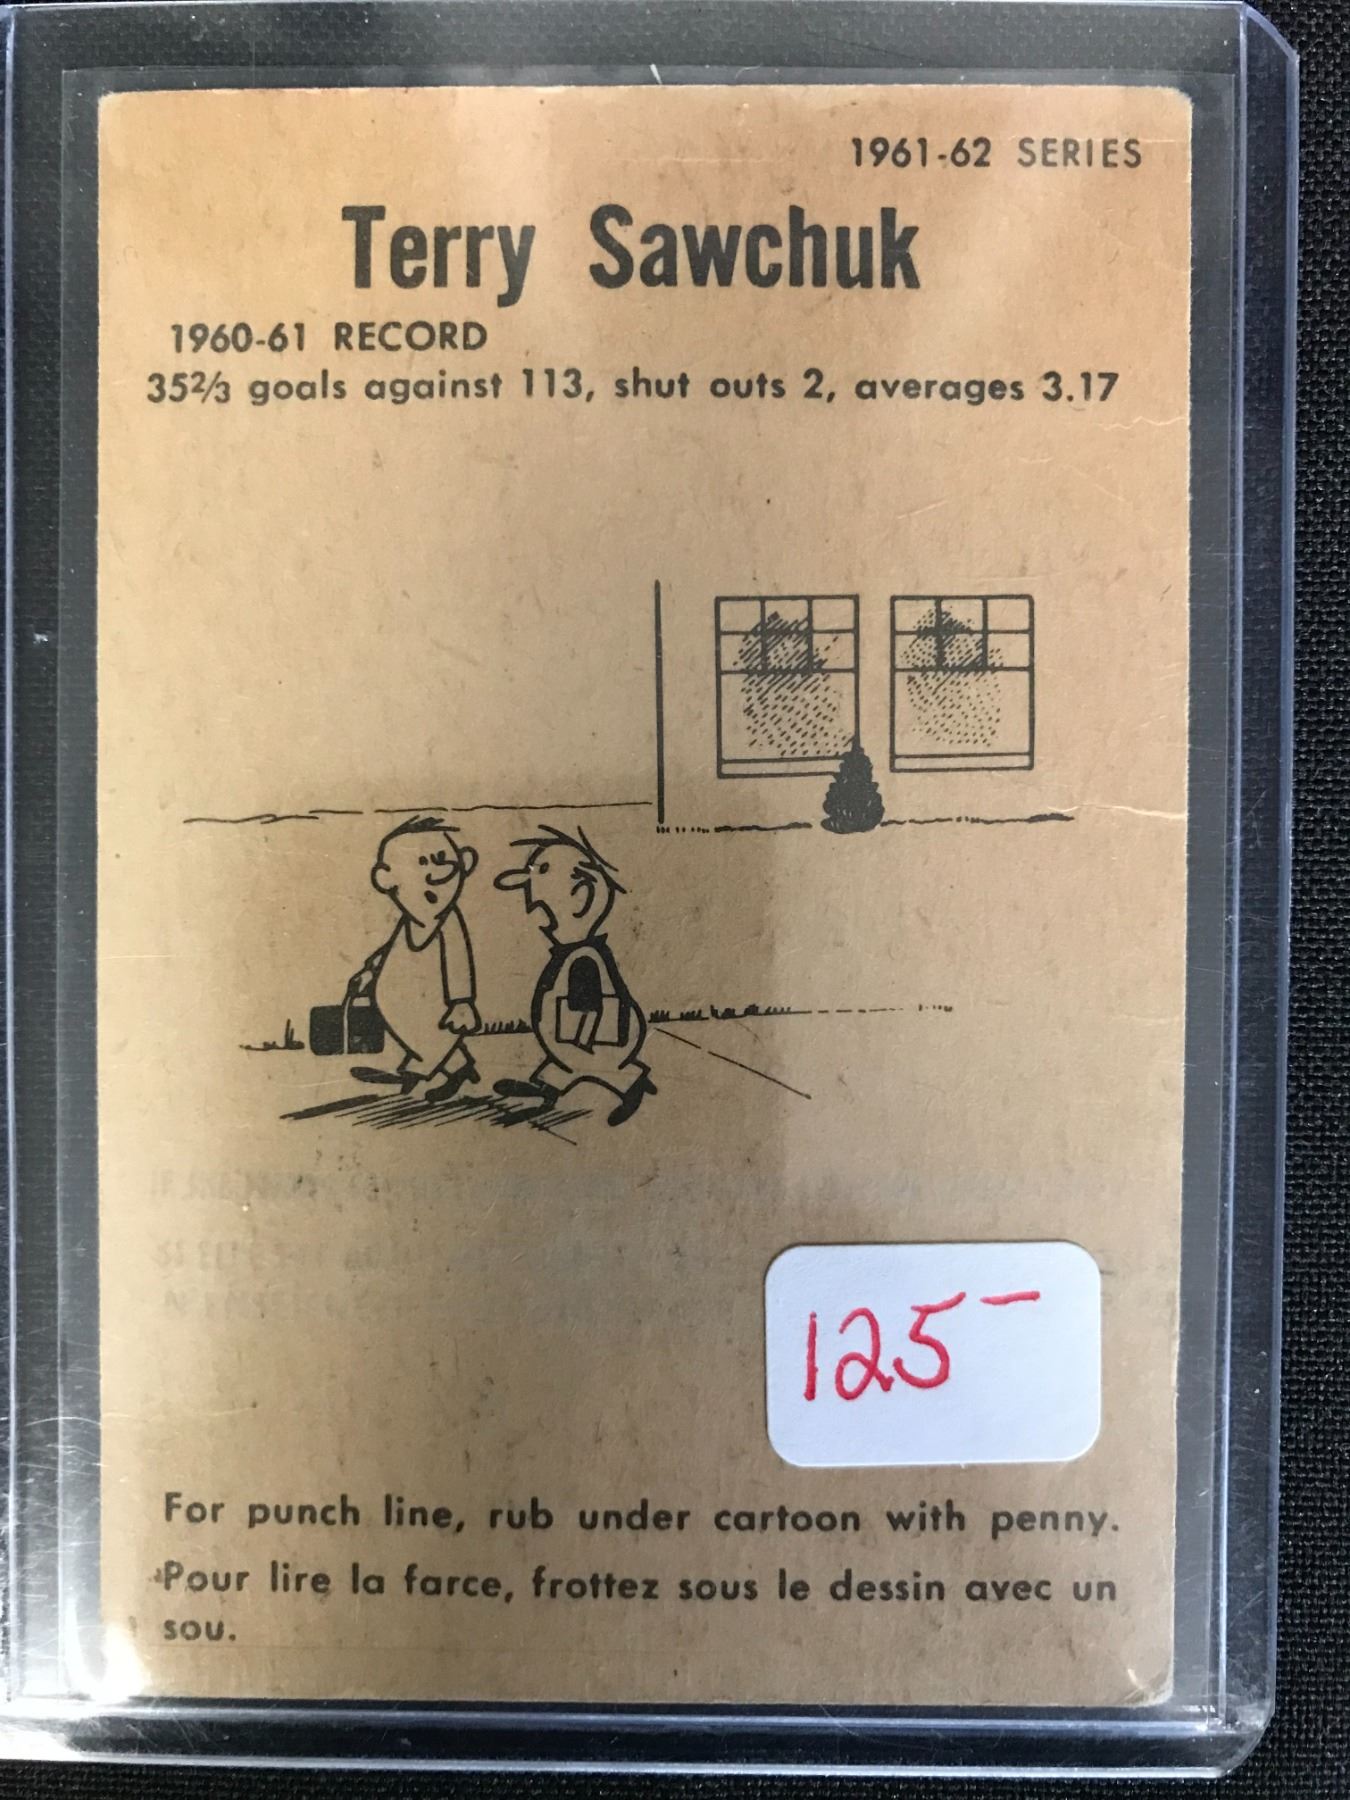 1961-62 SERIES
Terry Sawchuk
1960-61 RECORD
35⅔ goals against 113, shut outs 2, averages 3.17
125-
For punch line, rub under cartoon with penny.
Pour lire la farce, frottez sous le dessin avec un
sou.